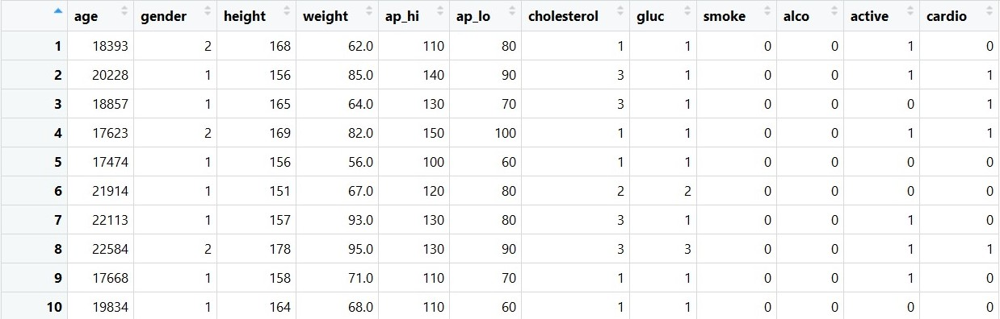 age gender height weight ap_hi ap_lo cholesterol gluc smoke alco active cardio
1 18393 2 168 62.0 110 80 1 1 0 0 1 0
2 20228 1 156 85.0 140 90 3 1 0 0 1 1
3 18857 1 165 64.0 130 70 3 1 0 0 0 1
4 17623 2 169 82.0 150 100 1 1 0 0 1 1
5 17474 1 156 56.0 100 60 1 1 0 0 0 0
6 21914 1 151 67.0 120 80 2 2 0 0 0 0
7 22113 1 157 93.0 130 80 3 1 0 0 1 0
8 22584 2 178 95.0 130 90 3 3 0 0 1 1
9 17668 1 158 71.0 110 70 1 1 0 0 1 0
10 19834 1 164 68.0 110 60 1 1 0 0 0 0